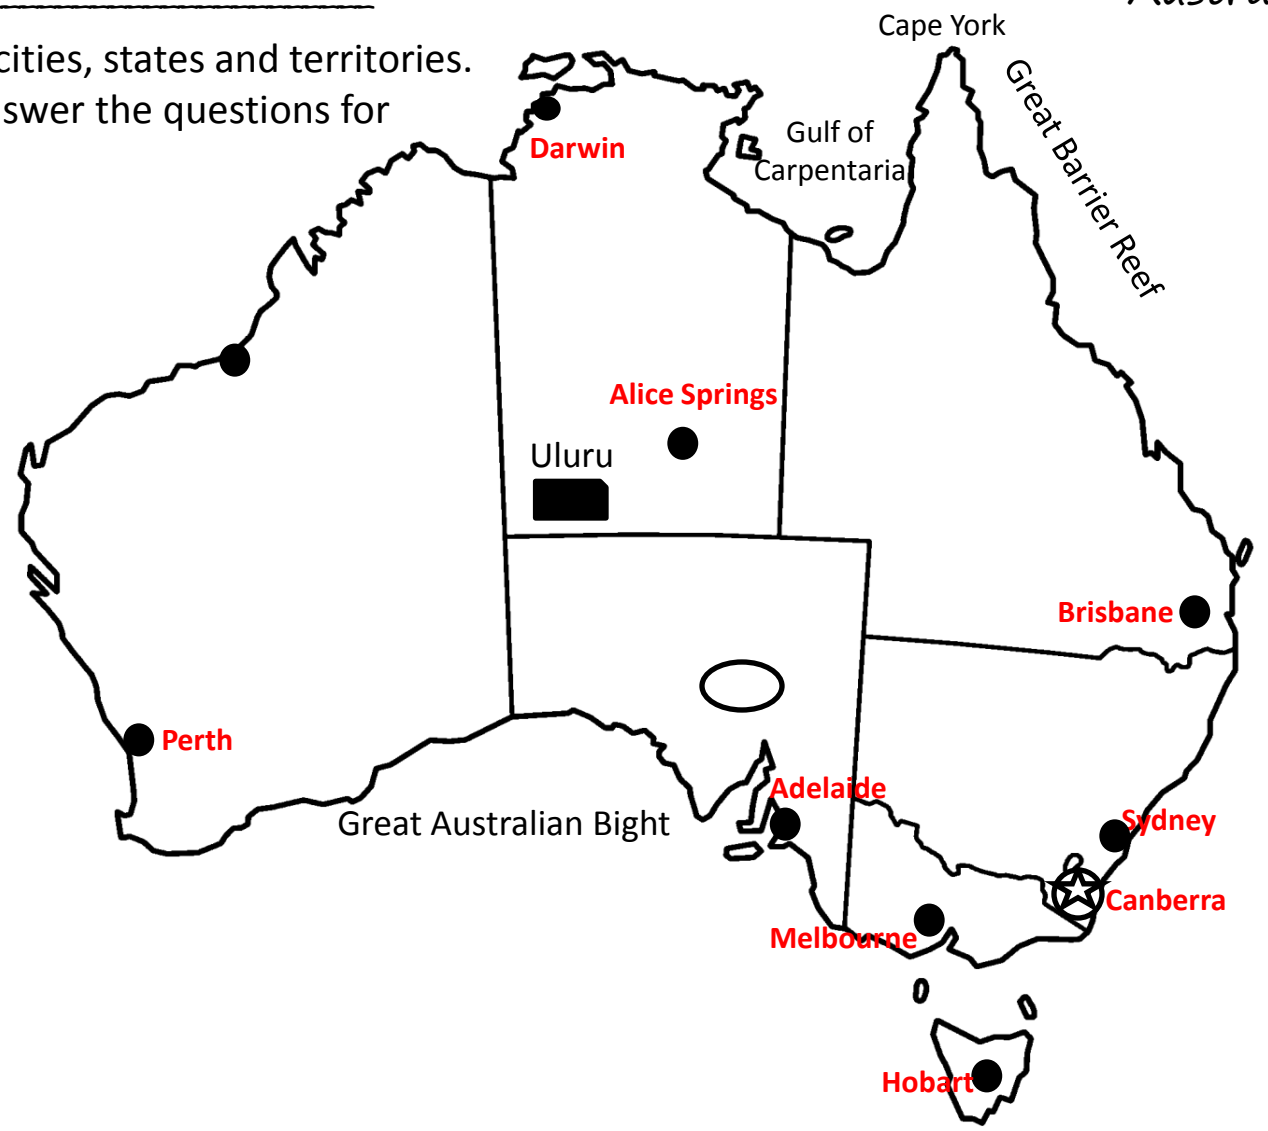 cities, states and territories.
swer the questions for
Cape York
Great Barrier Reef
Gulf of
Carpentaria
Darwin
Alice Springs
Uluru
Brisbane
Perth
Adelaide
Great Australian Bight
Sydney
Canberra
Melbourne
Hobart